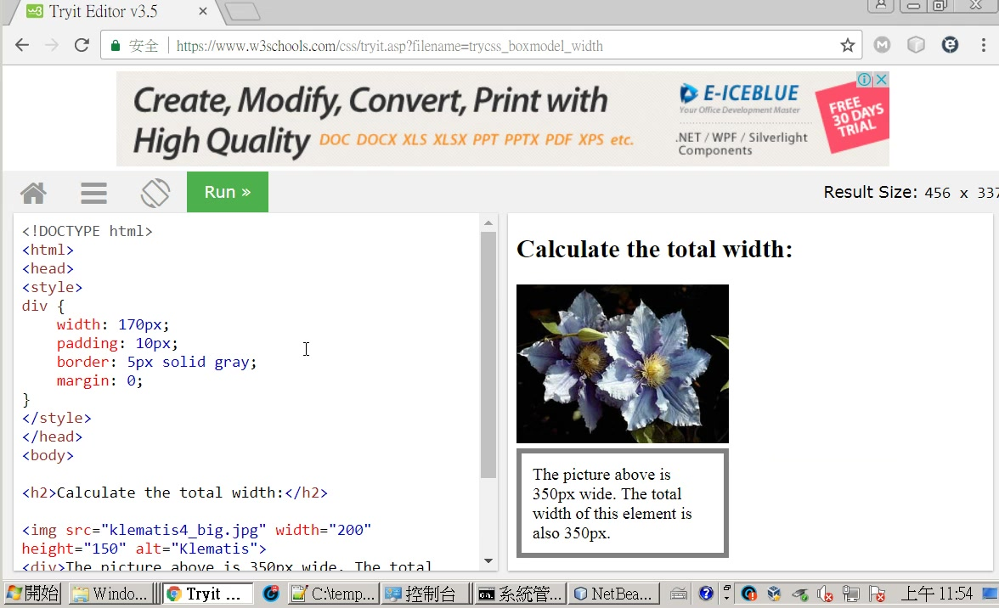 Tryit Editor v3.5
安全
https://www.w3schools.com/css/tryit.asp?filename=trycss_boxmodel_width
Create, Modify, Convert, Print with
High Quality DOC DOCX XLS XLSX PPT PPTX PDF XPS etc.
E-ICEBLUE
Your Office Development Master
.NET / WPF / Silverlight
Components
FREE
30 DAYS
TRIAL
Run »
Result Size: 456 x 337
<!DOCTYPE html>
<html>
<head>
<style>
div {
width: 170px;
padding: 10px;
border: 5px solid gray;
margin: 0;
}
</style>
</head>
<body>
<h2>Calculate the total width:</h2>
<img src="klematis4_big.jpg" width="200"
height="150" alt="Klematis">
<div>The picture above is 350px wide. The total
Calculate the total width:
The picture above is
350px wide. The total
width of this element is
also 350px.
開始
Windo...
Tryit ...
C:\temp...
控制台
系統管...
NetBea...
上午 11:54